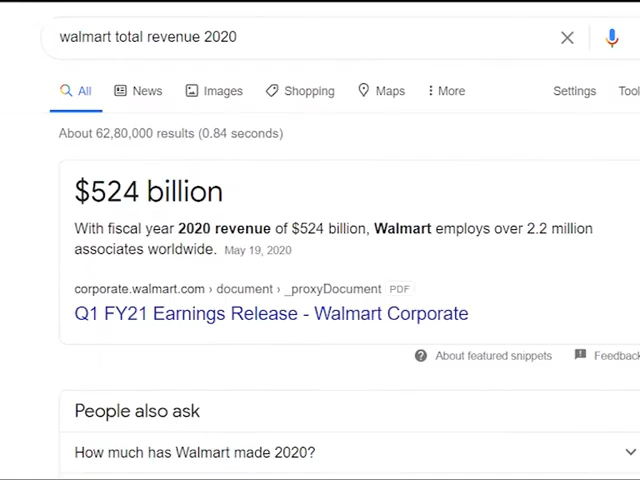 walmart total revenue 2020
All News Images Shopping Maps More Settings
About 62,80,000 results (0.84 seconds)
$524 billion
With fiscal year 2020 revenue of $524 billion, Walmart employs over 2.2 million
associates worldwide. May 19, 2020
corporate.walmart.com › document › _proxyDocument PDF
Q1 FY21 Earnings Release - Walmart Corporate
About featured snippets Feedback
People also ask
How much has Walmart made 2020?